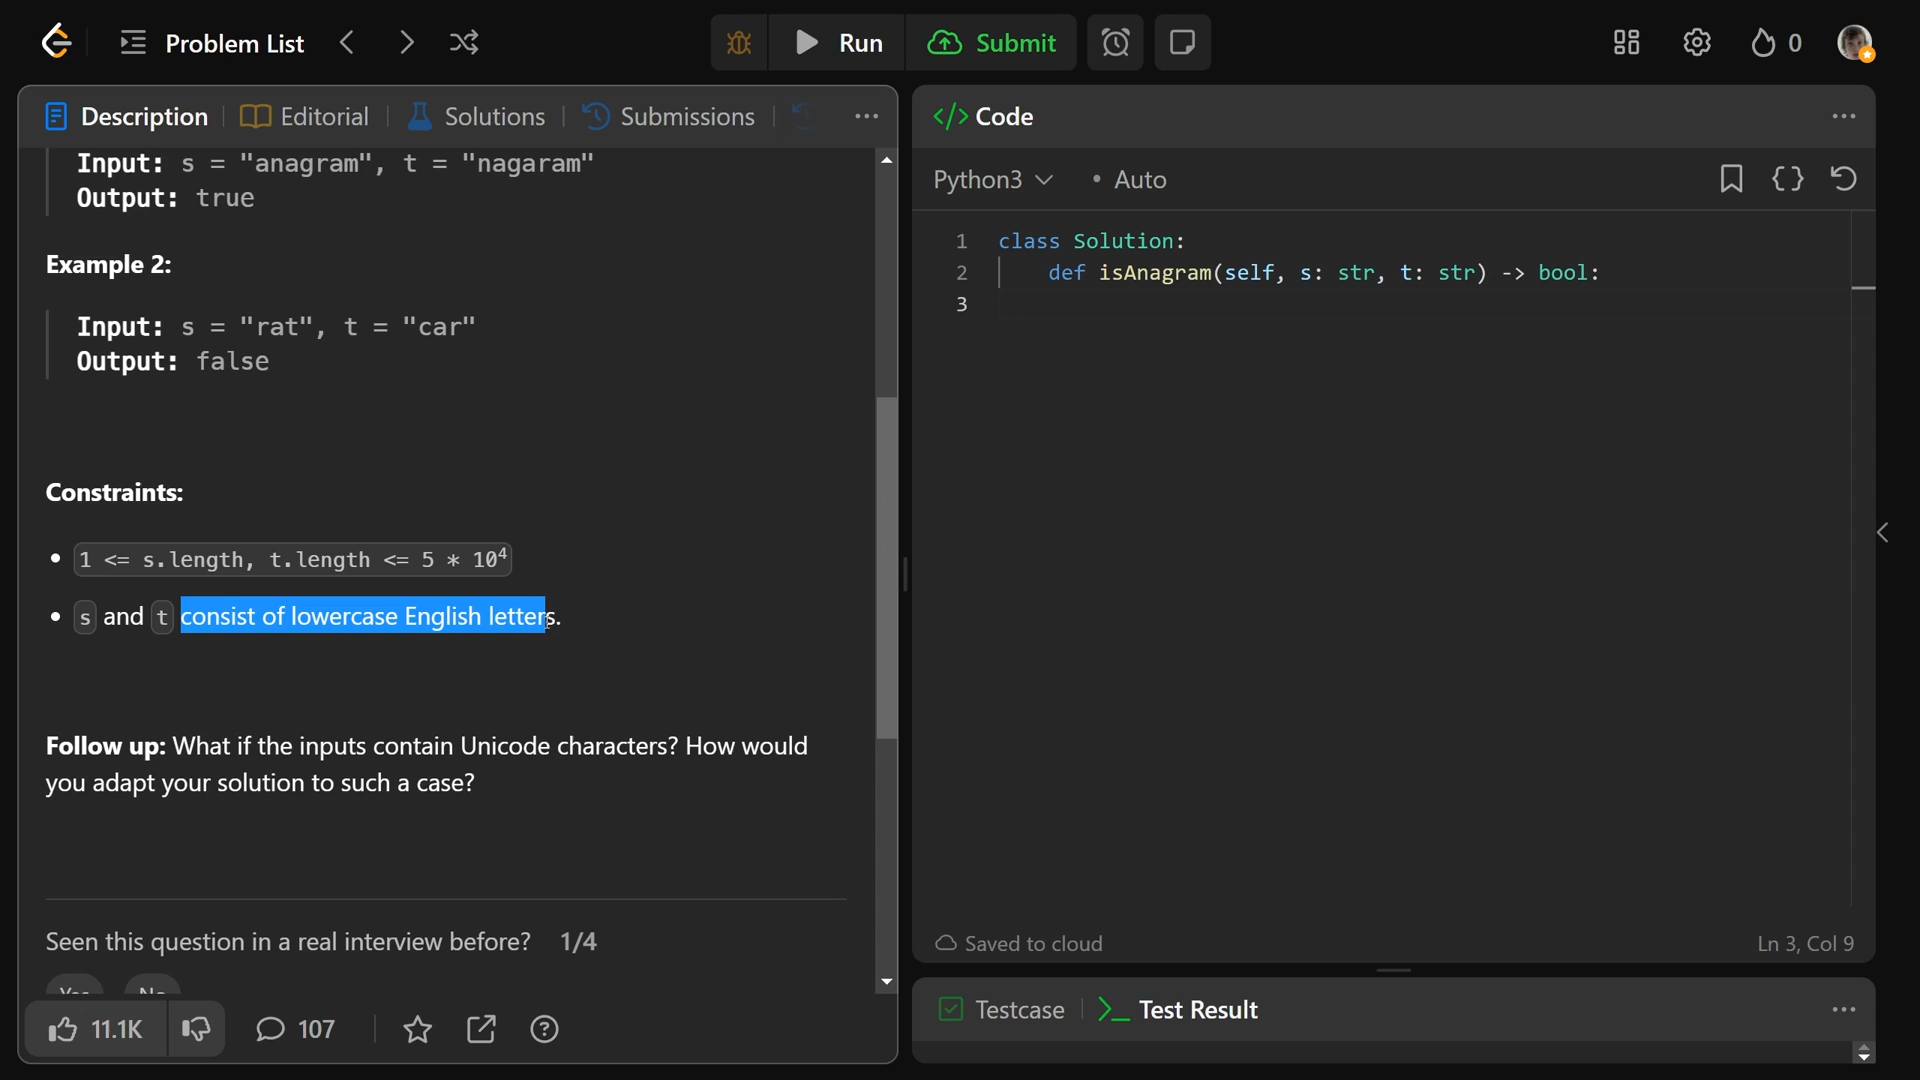 Problem List
Run
Submit
0
Description
Editorial
Solutions
Submissions
Input: s = "anagram", t = "nagaram"
Output: true
Example 2:
Input: s = "rat", t = "car"
Output: false
Constraints:
• 1 <= s.length, t.length <= 5 * 10⁴
• s and t consist of lowercase English letters.
Follow up: What if the inputs contain Unicode characters? How would
you adapt your solution to such a case?
Seen this question in a real interview before? 1/4
Yes No
11.1K
107
</> Code
Python3 • Auto
1 class Solution:
2 def isAnagram(self, s: str, t: str) -> bool:
3
Saved to cloud
Ln 3, Col 9
Testcase
Test Result